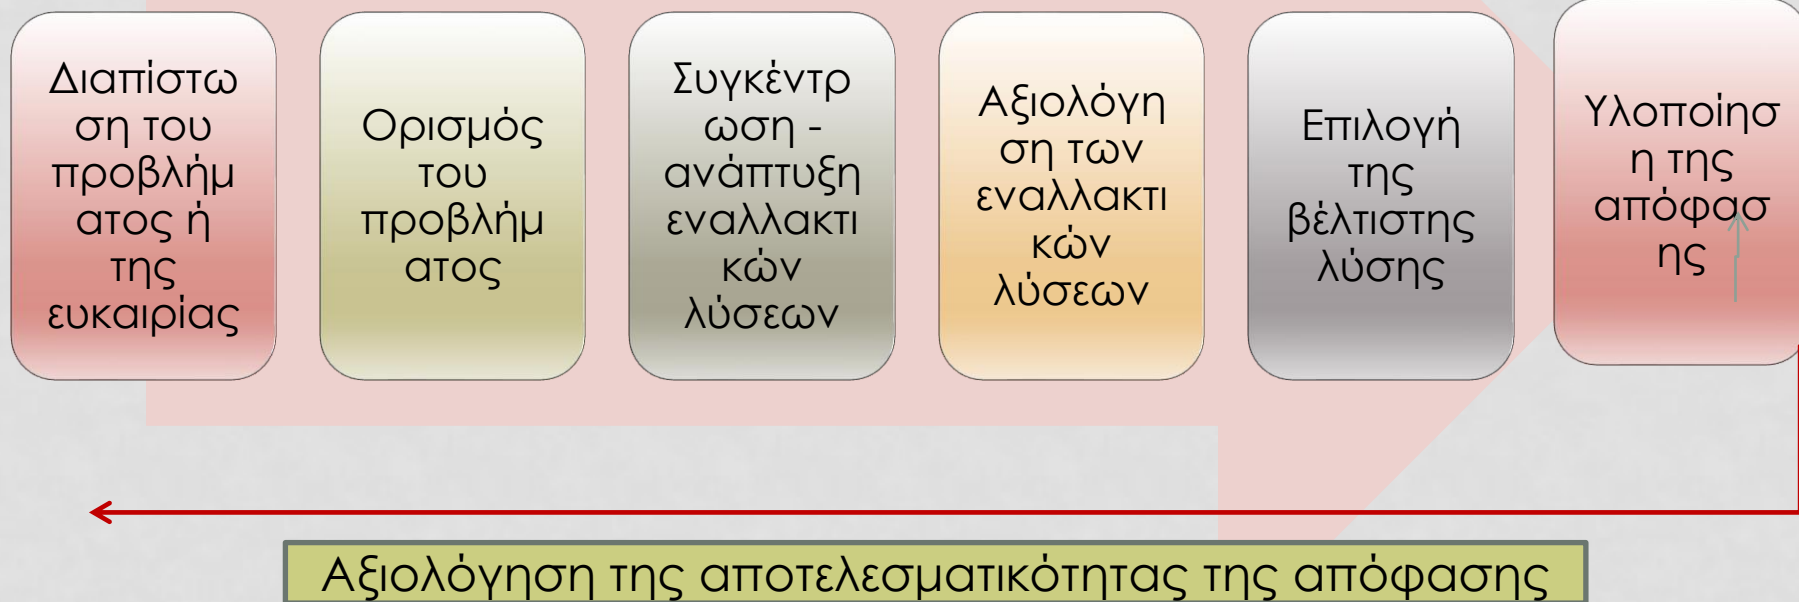 Διαπίστω
ση του
προβλήμ
ατος ή
της
ευκαιρίας
Ορισμός
του
προβλήμ
ατος
Συγκέντρ
ωση -
ανάπτυξη
εναλλακτι
κών
λύσεων
Αξιολόγη
ση των
εναλλακτι
κών
λύσεων
Επιλογή
της
βέλτιστης
λύσης
Υλοποίησ
η της
απόφασ
ης
Αξιολόγηση της αποτελεσματικότητας της απόφασης